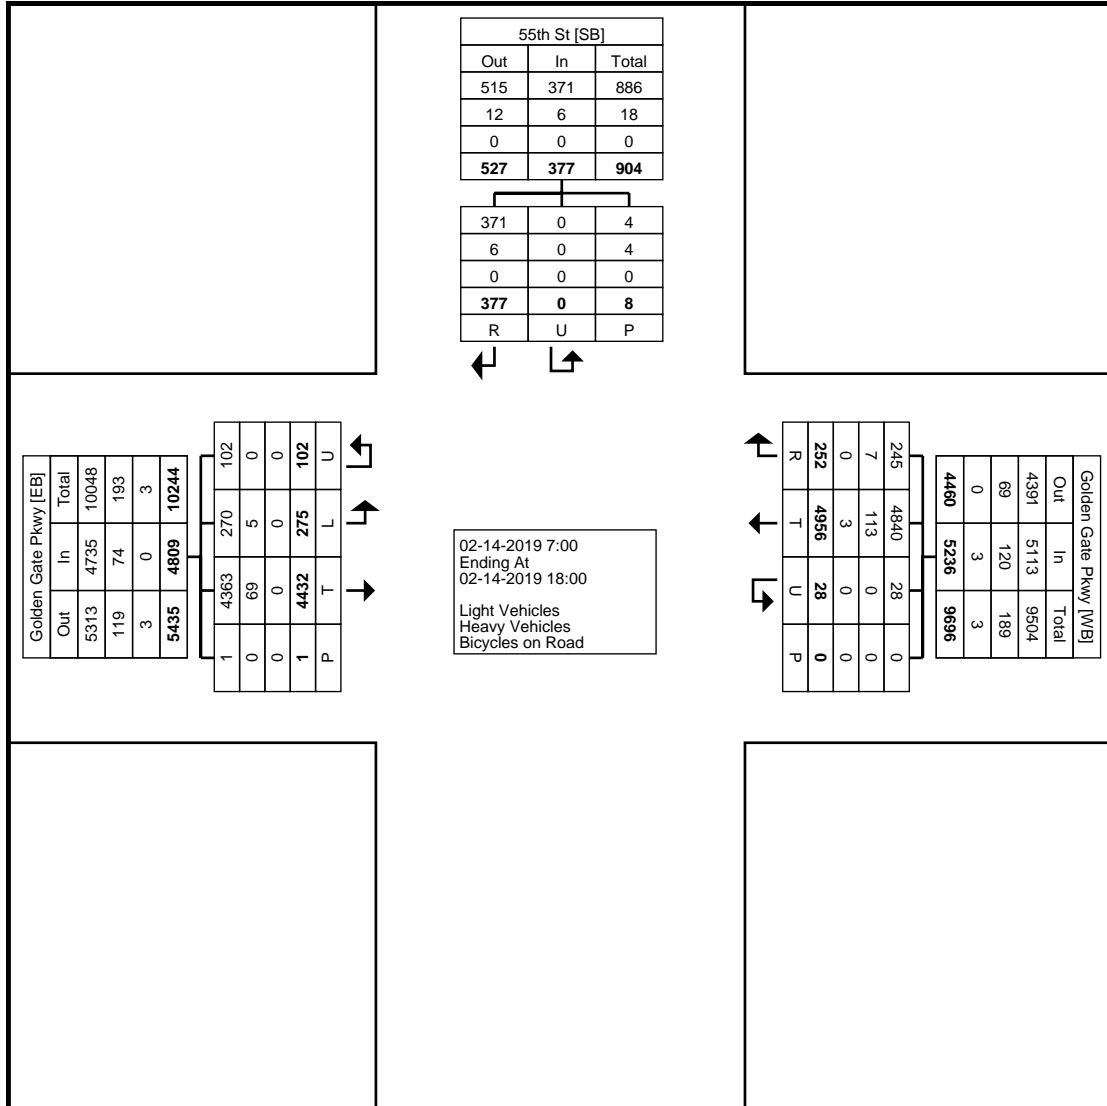 55th St [SB]
Out In Total
515 371 886
12 6 18
0 0 0
527 377 904
371 0 4
6 0 4
0 0 0
377 0 8
R U P
Golden Gate Pkwy [EB]
Total In Out
10048 4735 5313
193 74 119
3 0 3
10244 4809 5435
102 270 4363 1
0 5 69 0
0 0 0 0
102 275 4432 1
U L T P
02-14-2019 7:00
Ending At
02-14-2019 18:00
Light Vehicles
Heavy Vehicles
Bicycles on Road
Golden Gate Pkwy [WB]
Out In Total
4391 5113 9504
69 120 189
0 3 3
4460 5236 9696
245 4840 28 0
7 113 0 0
0 3 0 0
252 4956 28 0
R T U P